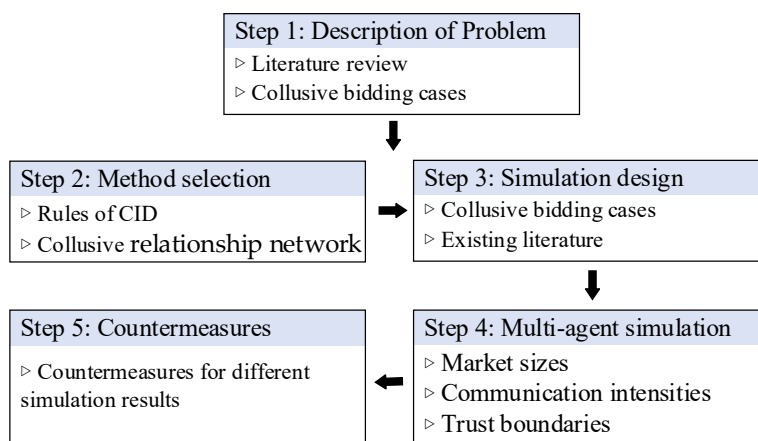 Step 1: Description of Problem
▷ Literature review
▷ Collusive bidding cases
Step 2: Method selection
▷ Rules of CID
▷ Collusive relationship network
Step 3: Simulation design
▷ Collusive bidding cases
▷ Existing literature
Step 4: Multi-agent simulation
▷ Market sizes
▷ Communication intensities
▷ Trust boundaries
Step 5: Countermeasures
▷ Countermeasures for different
simulation results